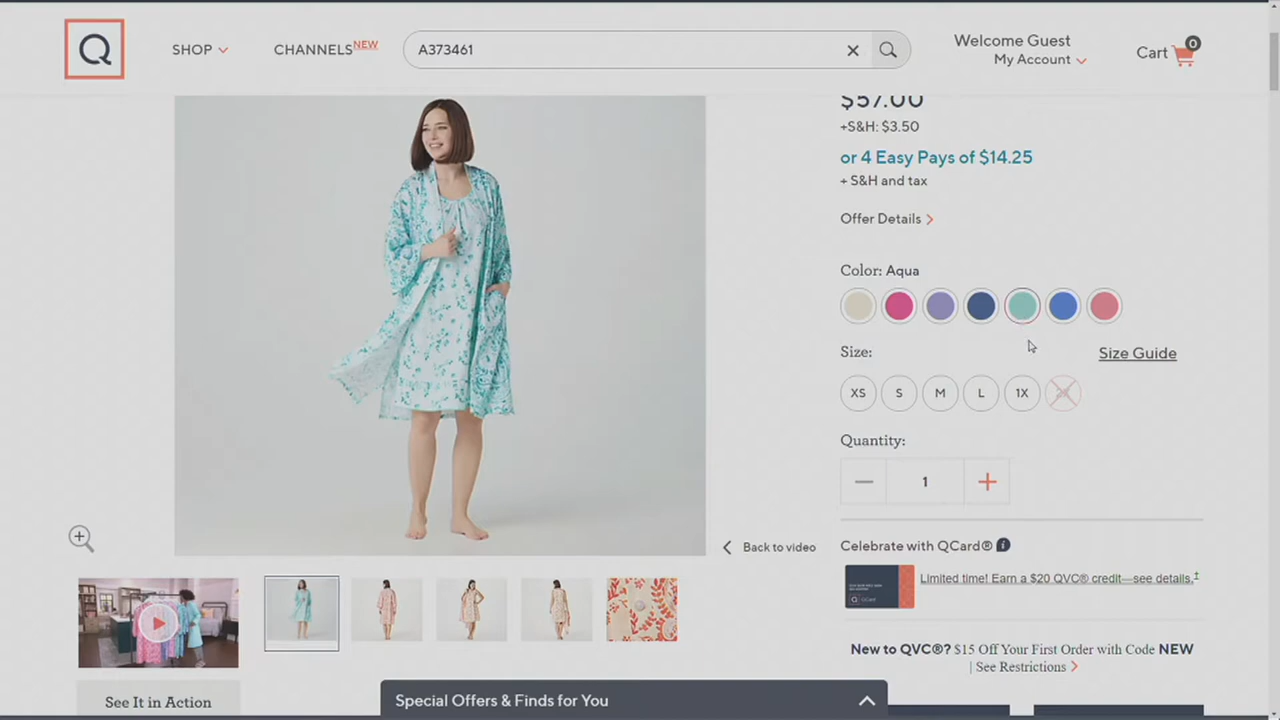 Q
SHOP
CHANNELS NEW
A373461
Welcome Guest
My Account
Cart
0
$57.00
+S&H: $3.50
or 4 Easy Pays of $14.25
+ S&H and tax
Offer Details
Color: Aqua
Size:
Size Guide
XS
S
M
L
1X
Quantity:
1
Back to video
Celebrate with QCard®
Limited time! Earn a $20 QVC® credit—see details.‡
New to QVC®? $15 Off Your First Order with Code NEW
| See Restrictions
See It in Action
Special Offers & Finds for You